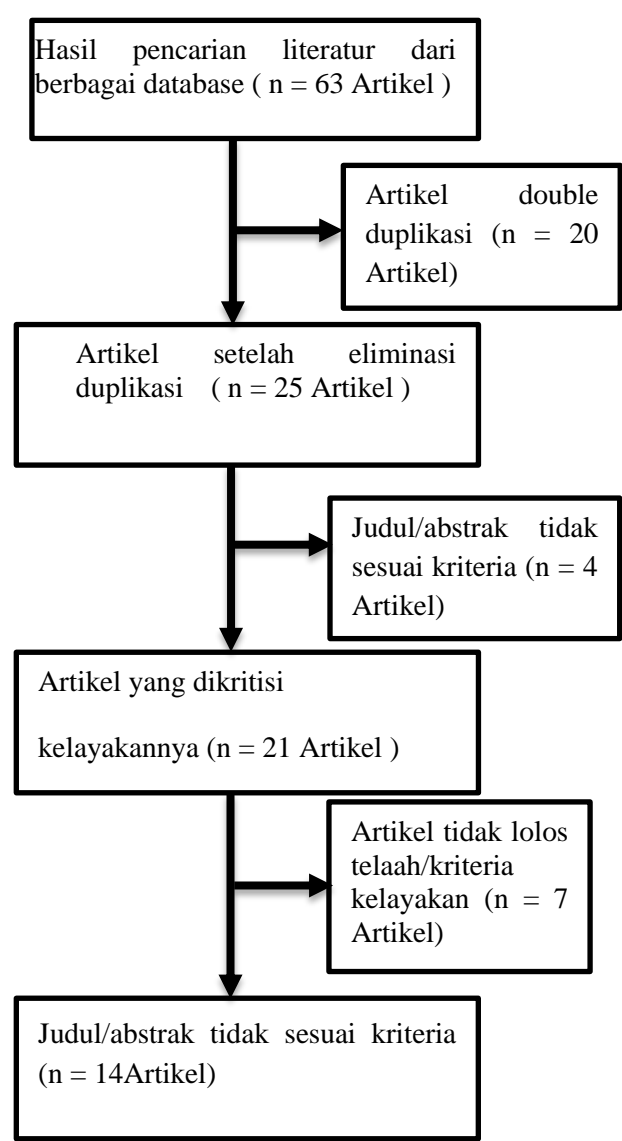 Hasil pencarian literatur dari
berbagai database ( n = 63 Artikel )
Artikel double
duplikasi (n = 20
Artikel)
Artikel setelah eliminasi
duplikasi ( n = 25 Artikel )
Judul/abstrak tidak
sesuai kriteria (n = 4
Artikel)
Artikel yang dikritisi
kelayakannya (n = 21 Artikel )
Artikel tidak lolos
telaah/kriteria
kelayakan (n = 7
Artikel)
Judul/abstrak tidak sesuai kriteria
(n = 14Artikel)